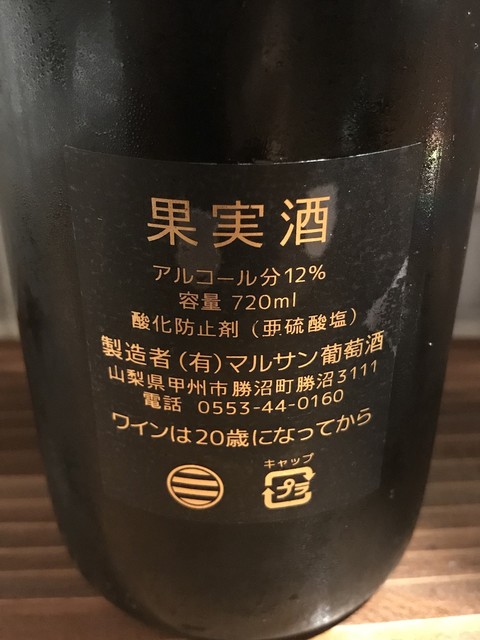 果実酒
アルコール分12%
容量 720ml
酸化防止剤（亜硫酸塩）
製造者(有)マルサン葡萄酒
山梨県甲州市勝沼町勝沼3111
電話 0553-44-0160
ワインは20歳になってから
キャップ
プラ